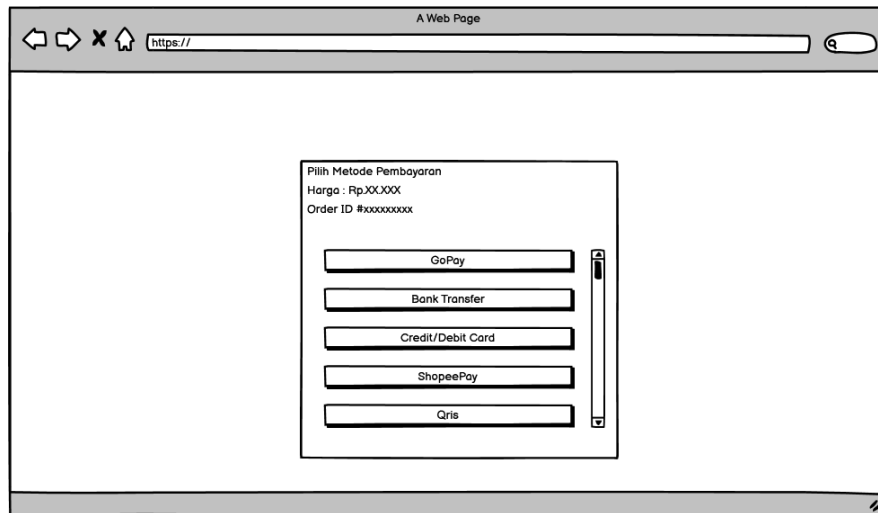 A Web Page
https://
Pilih Metode Pembayaran
Harga : Rp.XX.XXX
Order ID #xxxxxxxxx
GoPay
Bank Transfer
Credit/Debit Card
ShopeePay
Qris